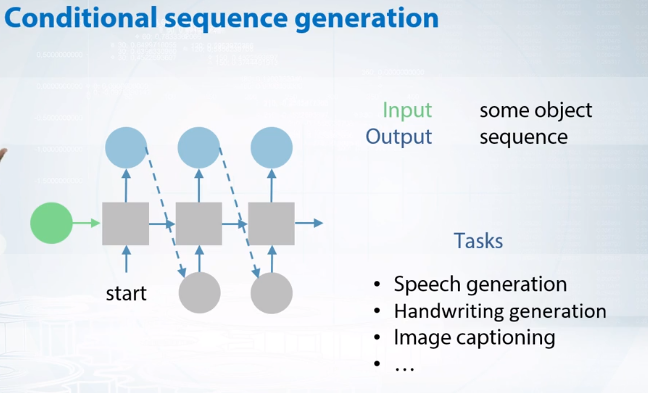 Conditional sequence generation
Input some object
Output sequence
start
Tasks
• Speech generation
• Handwriting generation
• Image captioning
• ...